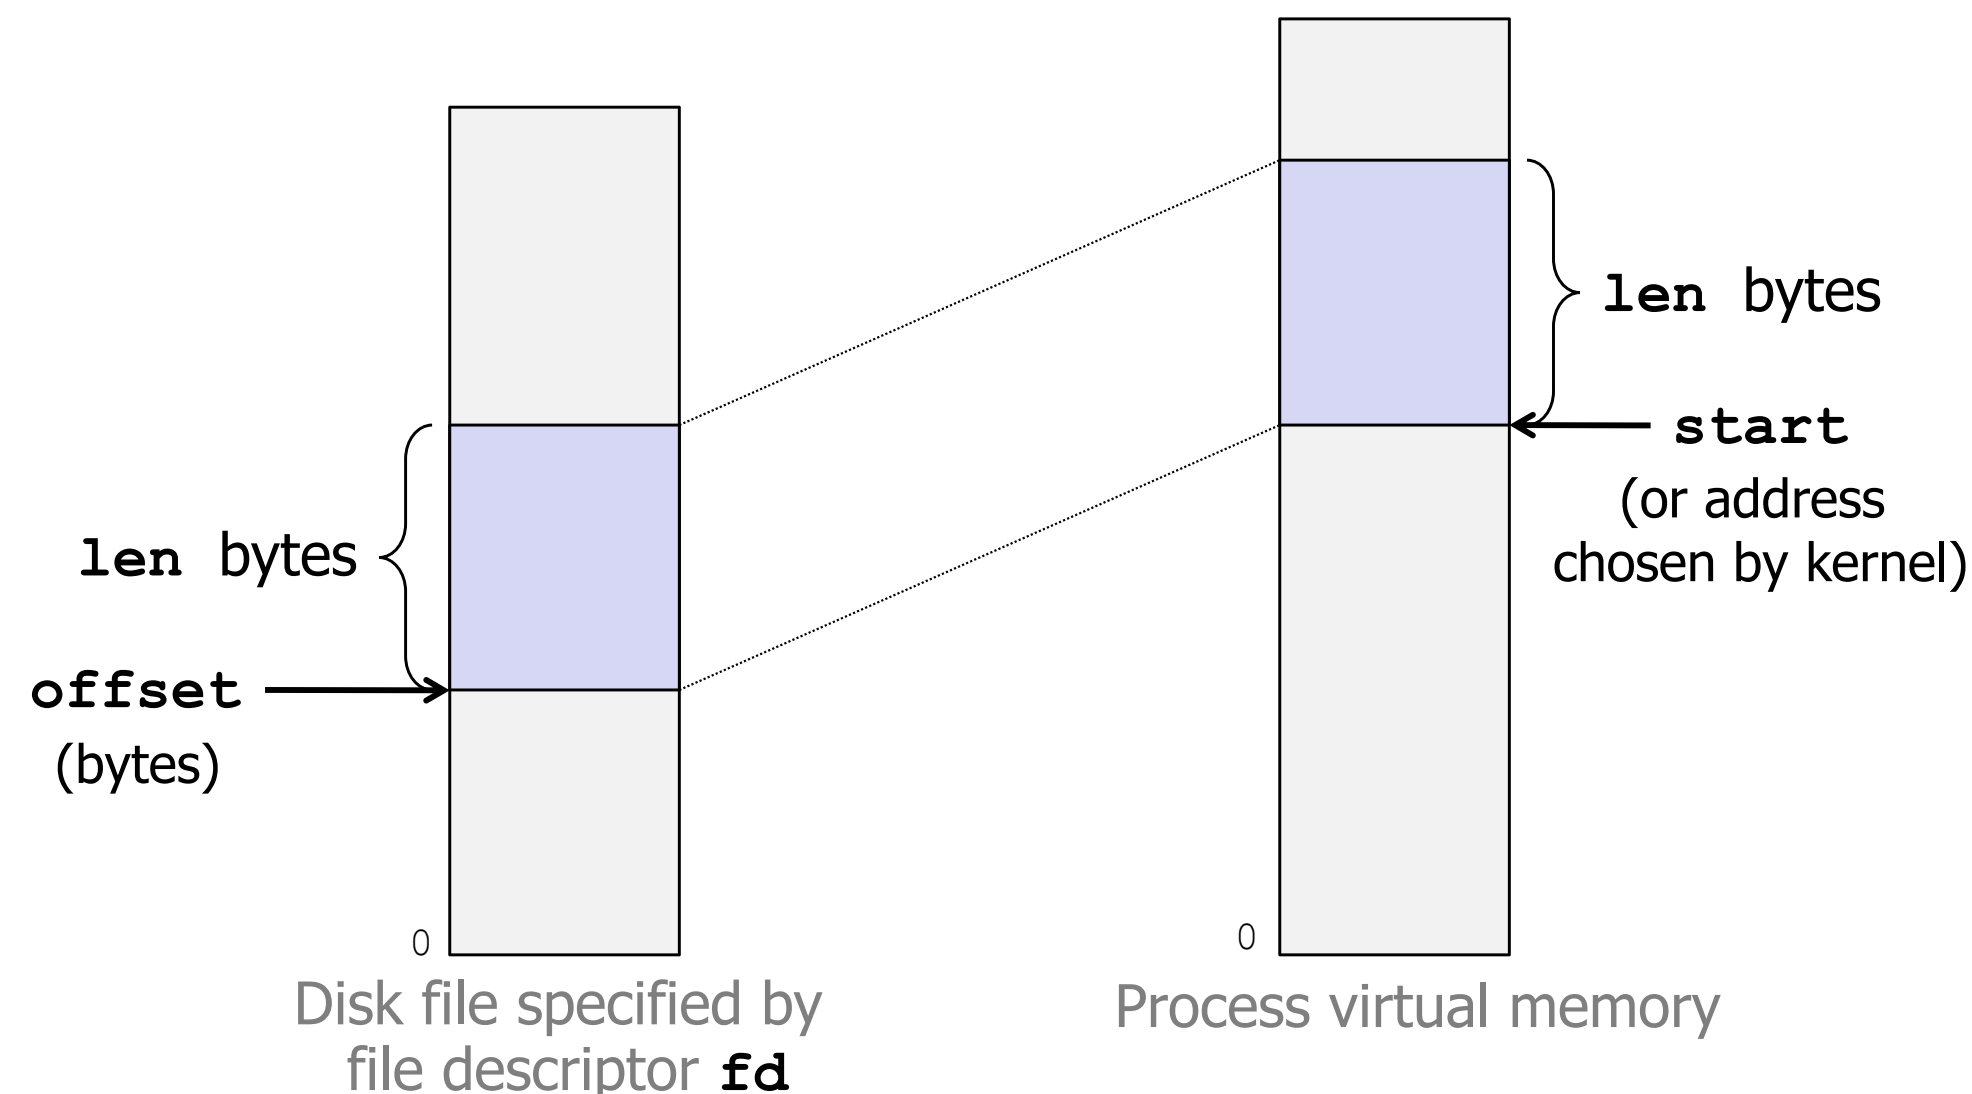 len bytes
start
(or address
chosen by kernel)
len bytes
offset
(bytes)
0
0
Disk file specified by
file descriptor fd
Process virtual memory